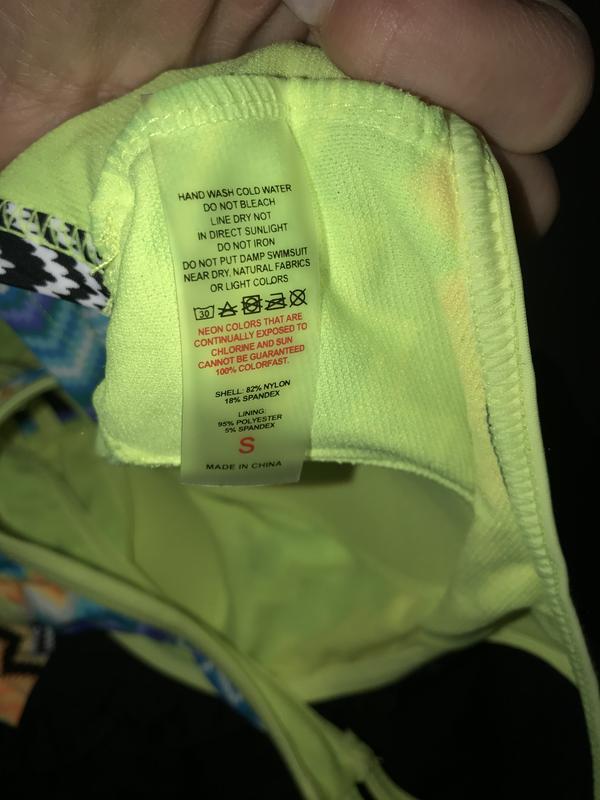 HAND WASH COLD WATER
DO NOT BLEACH
LINE DRY NOT
IN DIRECT SUNLIGHT
DO NOT IRON
DO NOT PUT DAMP SWIMSUIT
NEAR DRY, NATURAL FABRICS
OR LIGHT COLORS
30
NEON COLORS THAT ARE
CONTINUALLY EXPOSED TO
CHLORINE AND SUN
CANNOT BE GUARANTEED
100% COLORFAST.
SHELL: 82% NYLON
18% SPANDEX
LINING:
95% POLYESTER
5% SPANDEX
S
MADE IN CHINA